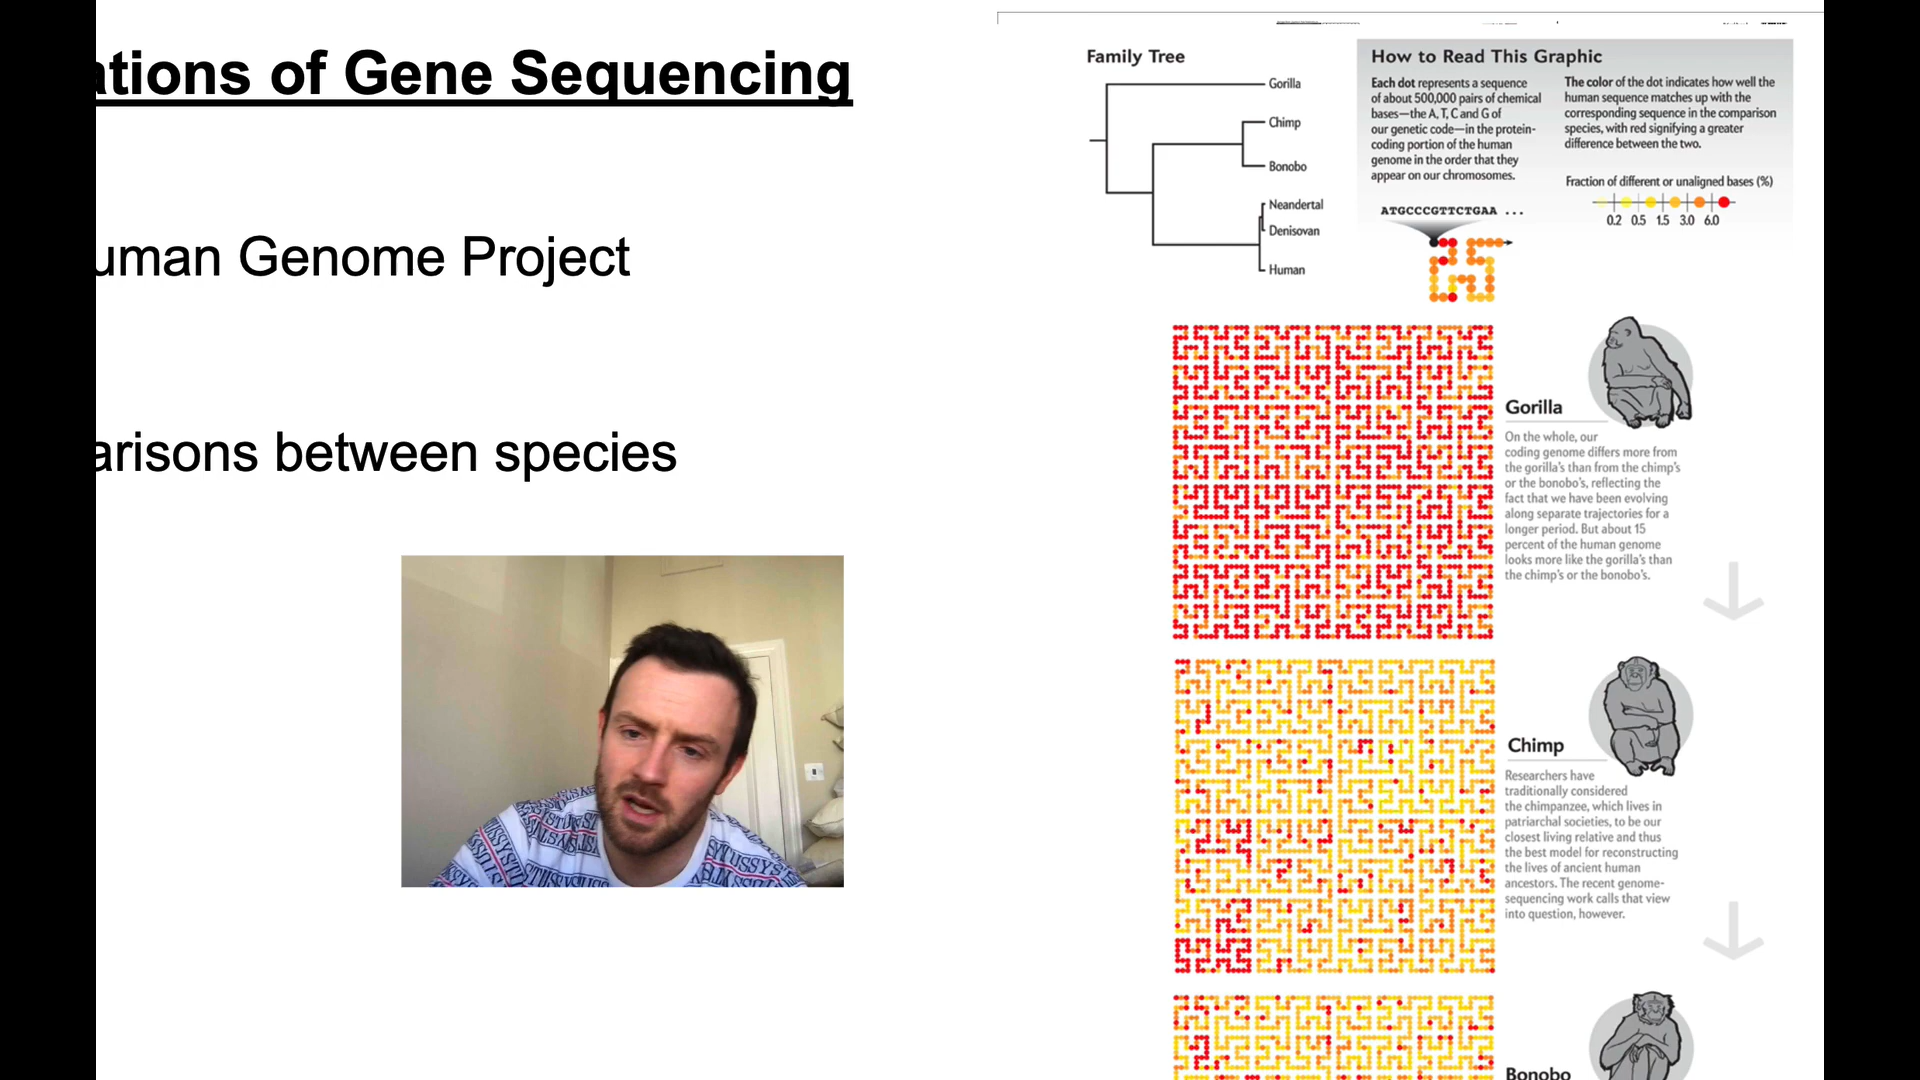 ations of Gene Sequencing
uman Genome Project
arisons between species
Family Tree
Gorilla
Chimp
Bonobo
Neandertal
Denisovan
Human
How to Read This Graphic
Each dot represents a sequence
of about 500,000 pairs of chemical
bases—the A, T, C and G of
our genetic code—in the protein-
coding portion of the human
genome in the order that they
appear on our chromosomes.
ATGCCCGTTCTGAA ...
The color of the dot indicates how well the
human sequence matches up with the
corresponding sequence in the comparison
species, with red signifying a greater
difference between the two.
Fraction of different or unaligned bases (%)
0.2 0.5 1.5 3.0 6.0
Gorilla
On the whole, our
coding genome differs more from
the gorilla's than from the chimp's
or the bonobo's, reflecting the
fact that we have been evolving
along separate trajectories for a
longer period. But about 15
percent of the human genome
looks more like the gorilla's than
the chimp's or the bonobo's.
Chimp
Researchers have
traditionally considered
the chimpanzee, which lives in
patriarchal societies, to be our
closest living relative and thus
the best model for reconstructing
the lives of ancient human
ancestors. The recent genome-
sequencing work calls that view
into question, however.
Bonobo